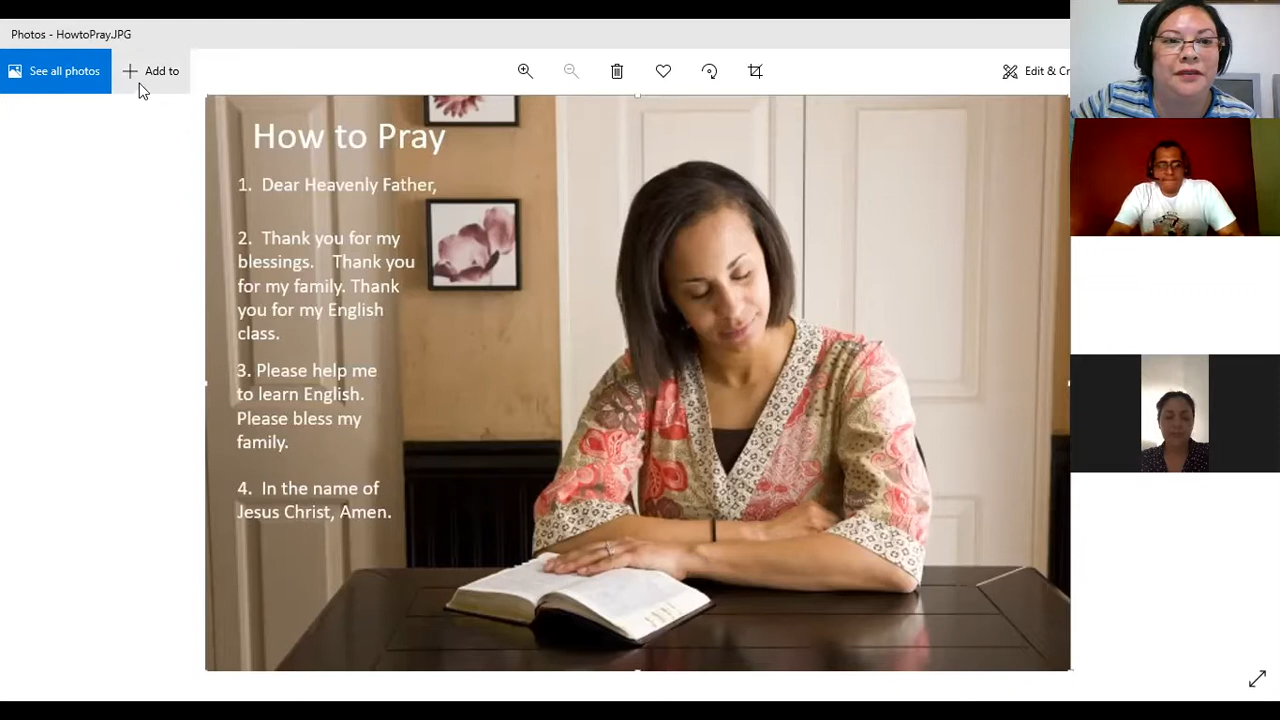 Photos - HowtoPray.JPG
See all photos
Add to
Edit & Cr
How to Pray
1. Dear Heavenly Father,
2. Thank you for my
blessings. Thank you
for my family. Thank
you for my English
class.
3. Please help me
to learn English.
Please bless my
family.
4. In the name of
Jesus Christ, Amen.